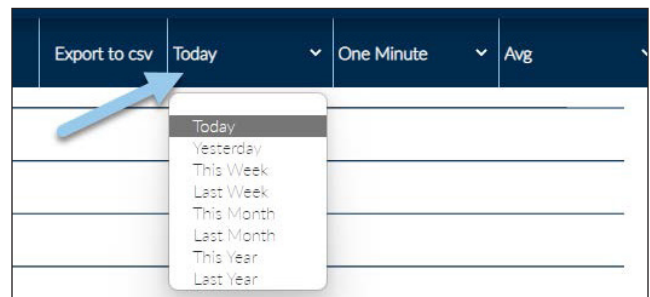 Export to csv Today One Minute Avg
Today
Yesterday
This Week
Last Week
This Month
Last Month
This Year
Last Year